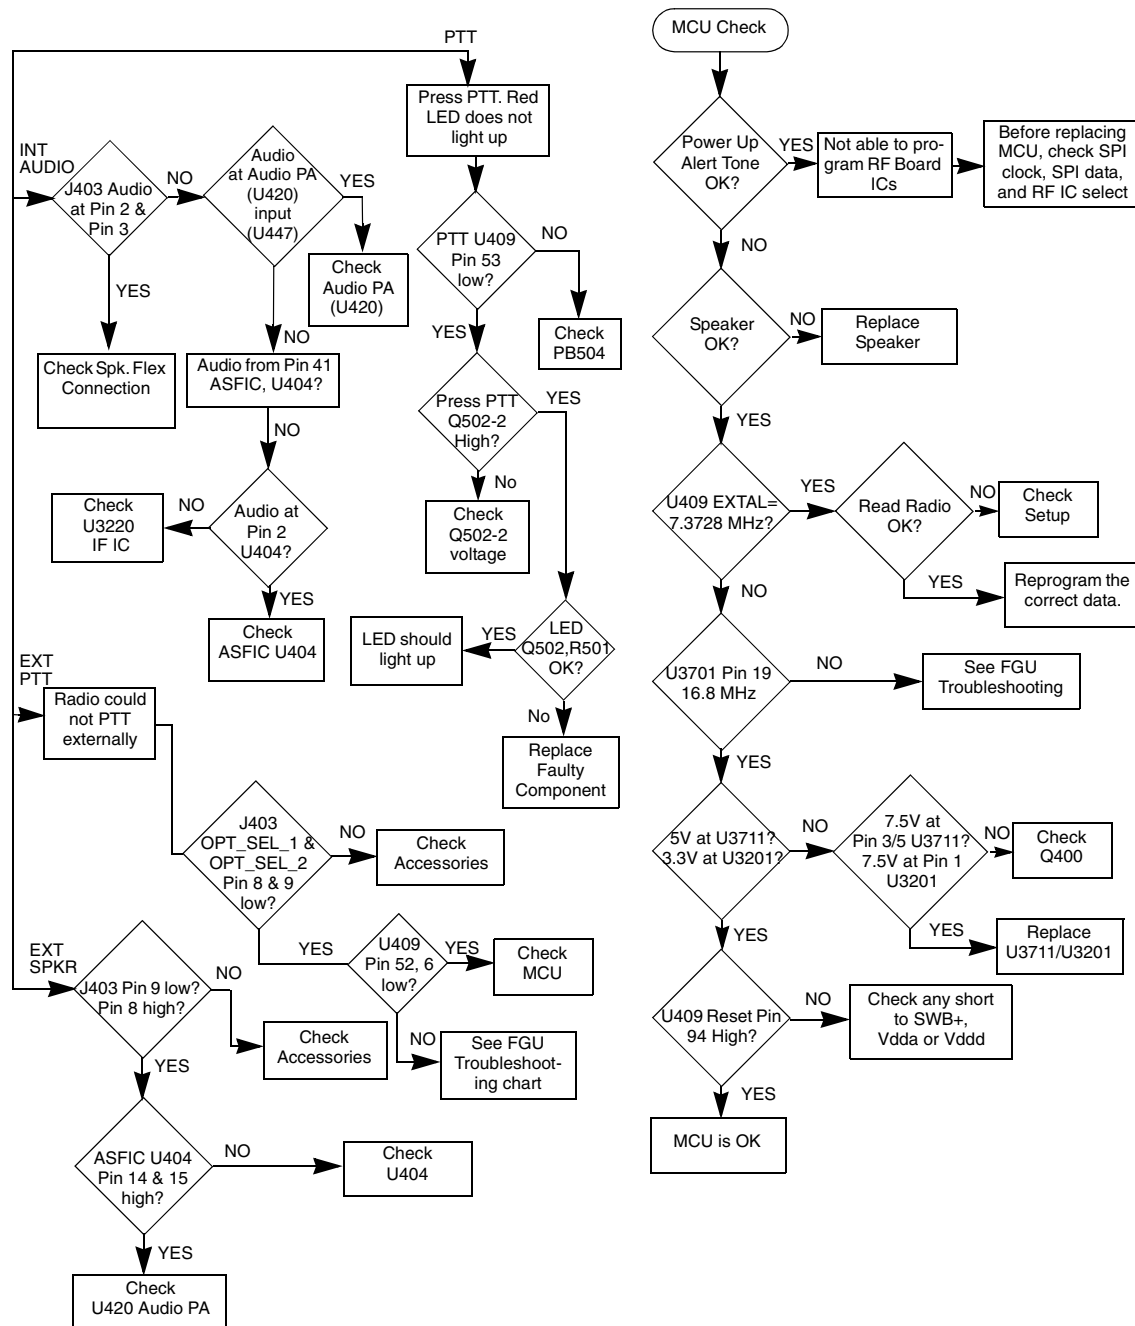 PTT
Press PTT. Red
LED does not
light up
INT
AUDIO
J403 Audio
at Pin 2 &
Pin 3
NO
Audio
at Audio PA
(U420)
input
(U447)
YES
Check
Audio PA
(U420)
YES
Check Spk. Flex
Connection
NO
Audio from Pin 41
ASFIC, U404?
NO
Audio at
Pin 2
U404?
NO
Check
U3220
IF IC
YES
Check
ASFIC U404
PTT U409
Pin 53
low?
NO
Check
PB504
YES
Press PTT
Q502-2
High?
YES
No
Check
Q502-2
voltage
LED
Q502,R501
OK?
YES
LED should
light up
No
Replace
Faulty
Component
EXT
PTT
Radio could
not PTT
externally
J403
OPT_SEL_1 &
OPT_SEL_2
Pin 8 & 9
low?
NO
Check
Accessories
YES
U409
Pin 52, 6
low?
YES
Check
MCU
NO
See FGU
Troubleshoot-
ing chart
EXT
SPKR
J403 Pin 9 low?
Pin 8 high?
NO
Check
Accessories
YES
ASFIC U404
Pin 14 & 15
high?
NO
Check
U404
YES
Check
U420 Audio PA
MCU Check
Power Up
Alert Tone
OK?
YES
Not able to pro-
gram RF Board
ICs
Before replacing
MCU, check SPI
clock, SPI data,
and RF IC select
NO
Speaker
OK?
NO
Replace
Speaker
YES
U409 EXTAL=
7.3728 MHz?
YES
Read Radio
OK?
NO
Check
Setup
YES
Reprogram the
correct data.
NO
U3701 Pin 19
16.8 MHz
NO
See FGU
Troubleshooting
YES
5V at U3711?
3.3V at U3201?
NO
7.5V at
Pin 3/5 U3711?
7.5V at Pin 1
U3201
NO
Check
Q400
YES
Replace
U3711/U3201
YES
U409 Reset Pin
94 High?
NO
Check any short
to SWB+,
Vdda or Vddd
YES
MCU is OK